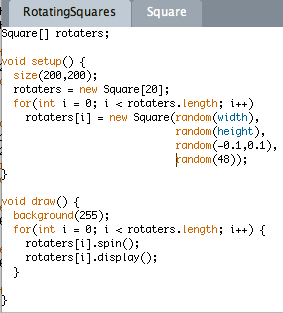 RotatingSquares Square
Square[] rotaters;
void setup() {
  size(200,200);
  rotaters = new Square[20];
  for(int i = 0; i < rotaters.length; i++)
    rotaters[i] = new Square(random(width),
                             random(height),
                             random(-0.1,0.1),
                             random(48));
}
void draw() {
  background(255);
  for(int i = 0; i < rotaters.length; i++) {
    rotaters[i].spin();
    rotaters[i].display();
  }
}